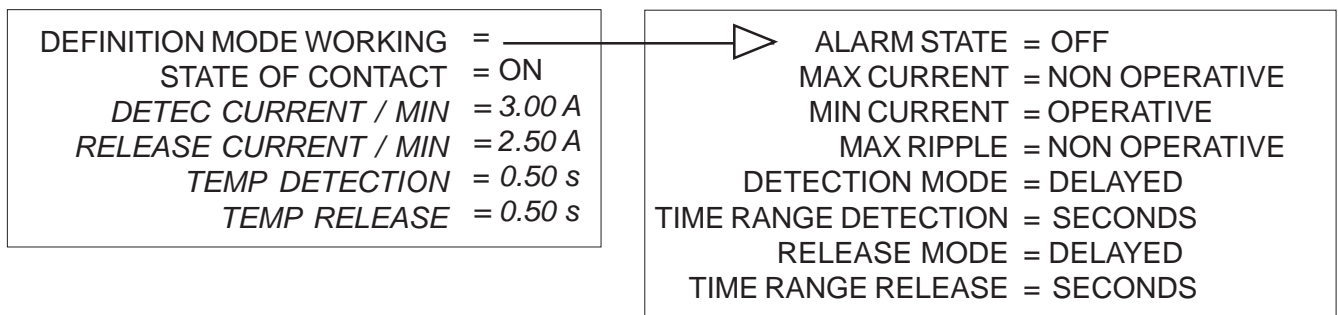 DEFINITION MODE WORKING =
STATE OF CONTACT = ON
DETEC CURRENT / MIN = 3.00 A
RELEASE CURRENT / MIN = 2.50 A
TEMP DETECTION = 0.50 s
TEMP RELEASE = 0.50 s
ALARM STATE = OFF
MAX CURRENT = NON OPERATIVE
MIN CURRENT = OPERATIVE
MAX RIPPLE = NON OPERATIVE
DETECTION MODE = DELAYED
TIME RANGE DETECTION = SECONDS
RELEASE MODE = DELAYED
TIME RANGE RELEASE = SECONDS